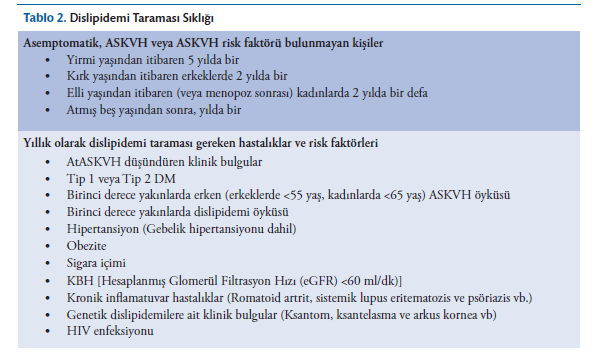 Tablo 2. Dislipidemi Taraması Sıklığı
Asemptomatik, ASKVH veya ASKVH risk faktörü bulunmayan kişiler
• Yirmi yaşından itibaren 5 yılda bir
• Kırk yaşından itibaren erkeklerde 2 yılda bir
• Elli yaşından itibaren (veya menopoz sonrası) kadınlarda 2 yılda bir defa
• Atmış beş yaşından sonra, yılda bir
Yıllık olarak dislipidemi taraması gereken hastalıklar ve risk faktörleri
• AtASKVH düşündüren klinik bulgular
• Tip 1 veya Tip 2 DM
• Birinci derece yakınlarda erken (erkeklerde <55 yaş, kadınlarda <65 yaş) ASKVH öyküsü
• Birinci derece yakınlarda dislipidemi öyküsü
• Hipertansiyon (Gebelik hipertansiyonu dahil)
• Obezite
• Sigara içimi
• KBH [Hesaplanmış Glomerül Filtrasyon Hızı (eGFR) <60 ml/dk)]
• Kronik inflamatuvar hastalıklar (Romatoid artrit, sistemik lupus eritematozis ve psöriazis vb.)
• Genetik dislipidemilere ait klinik bulgular (Ksantom, ksantelasma ve arkus kornea vb)
• HIV enfeksiyonu